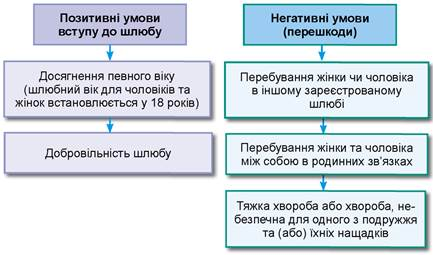 Позитивні умови
вступу до шлюбу
Досягнення певного віку
(шлюбний вік для чоловіків та
жінок встановлюється у 18 років)
Добровільність шлюбу
Негативні умови
(перешкоди)
Перебування жінки чи чоловіка
в іншому зареєстрованому
шлюбі
Перебування жінки та чоловіка
між собою в родинних зв’язках
Тяжка хвороба або хвороба, не-
безпечна для одного з подружжя
та (або) їхніх нащадків